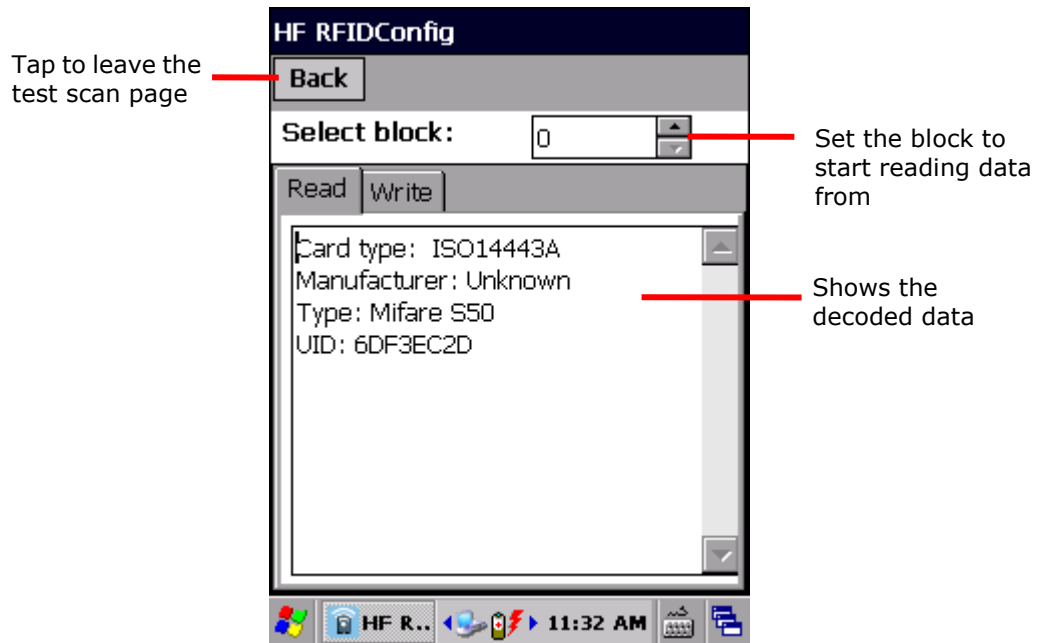 HF RFIDConfig
Tap to leave the
test scan page
Back
Select block:
0
Set the block to
start reading data
from
Read
Write
Card type: ISO14443A
Manufacturer: Unknown
Type: Mifare S50
UID: 6DF3EC2D
Shows the
decoded data
HF R.. 11:32 AM